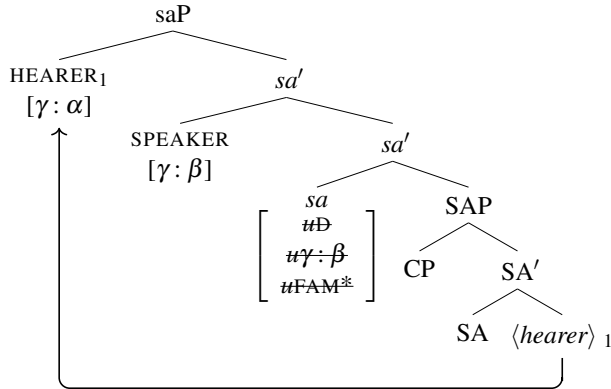 saP
HEARER₁ sa′
[γ : α]
SPEAKER sa′
[γ : β]
sa SAP
uD
uγ : β CP SA′
uFAM*
SA ⟨hearer⟩ ₁